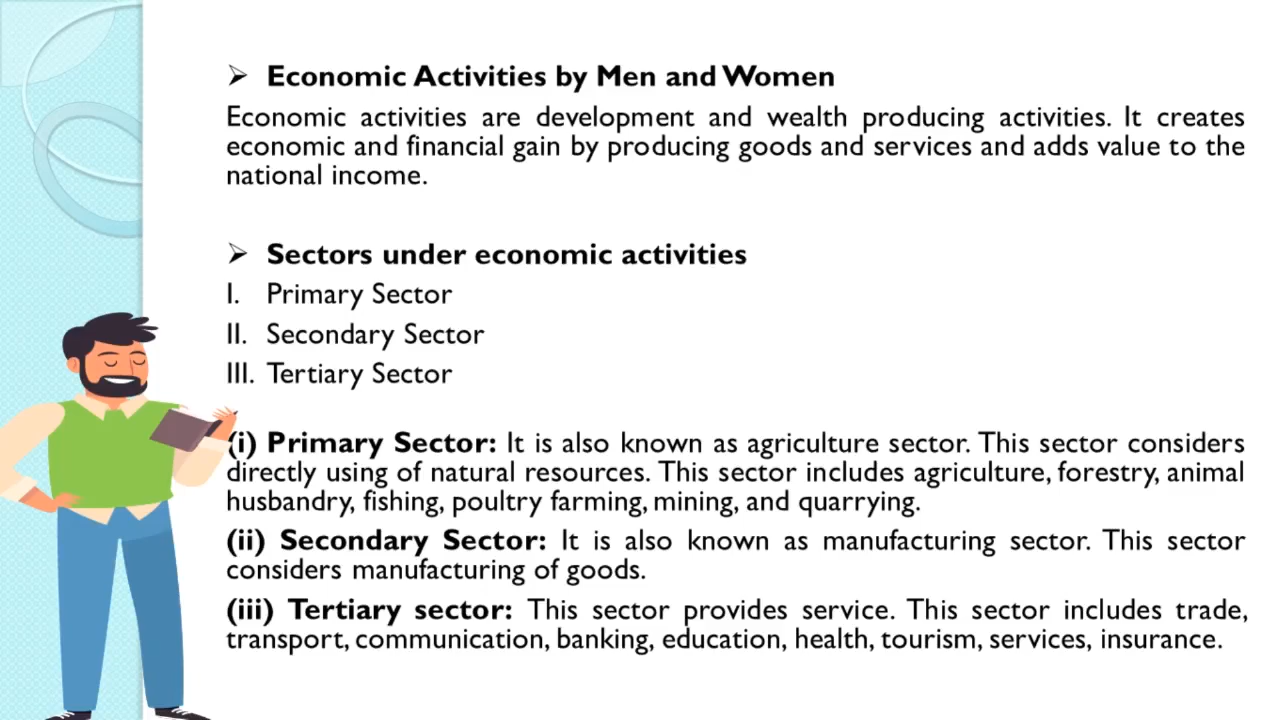 ➢ Economic Activities by Men and Women
Economic activities are development and wealth producing activities. It creates
economic and financial gain by producing goods and services and adds value to the
national income.
➢ Sectors under economic activities
I. Primary Sector
II. Secondary Sector
III. Tertiary Sector
(i) Primary Sector: It is also known as agriculture sector. This sector considers
directly using of natural resources. This sector includes agriculture, forestry, animal
husbandry, fishing, poultry farming, mining, and quarrying.
(ii) Secondary Sector: It is also known as manufacturing sector. This sector
considers manufacturing of goods.
(iii) Tertiary sector: This sector provides service. This sector includes trade,
transport, communication, banking, education, health, tourism, services, insurance.